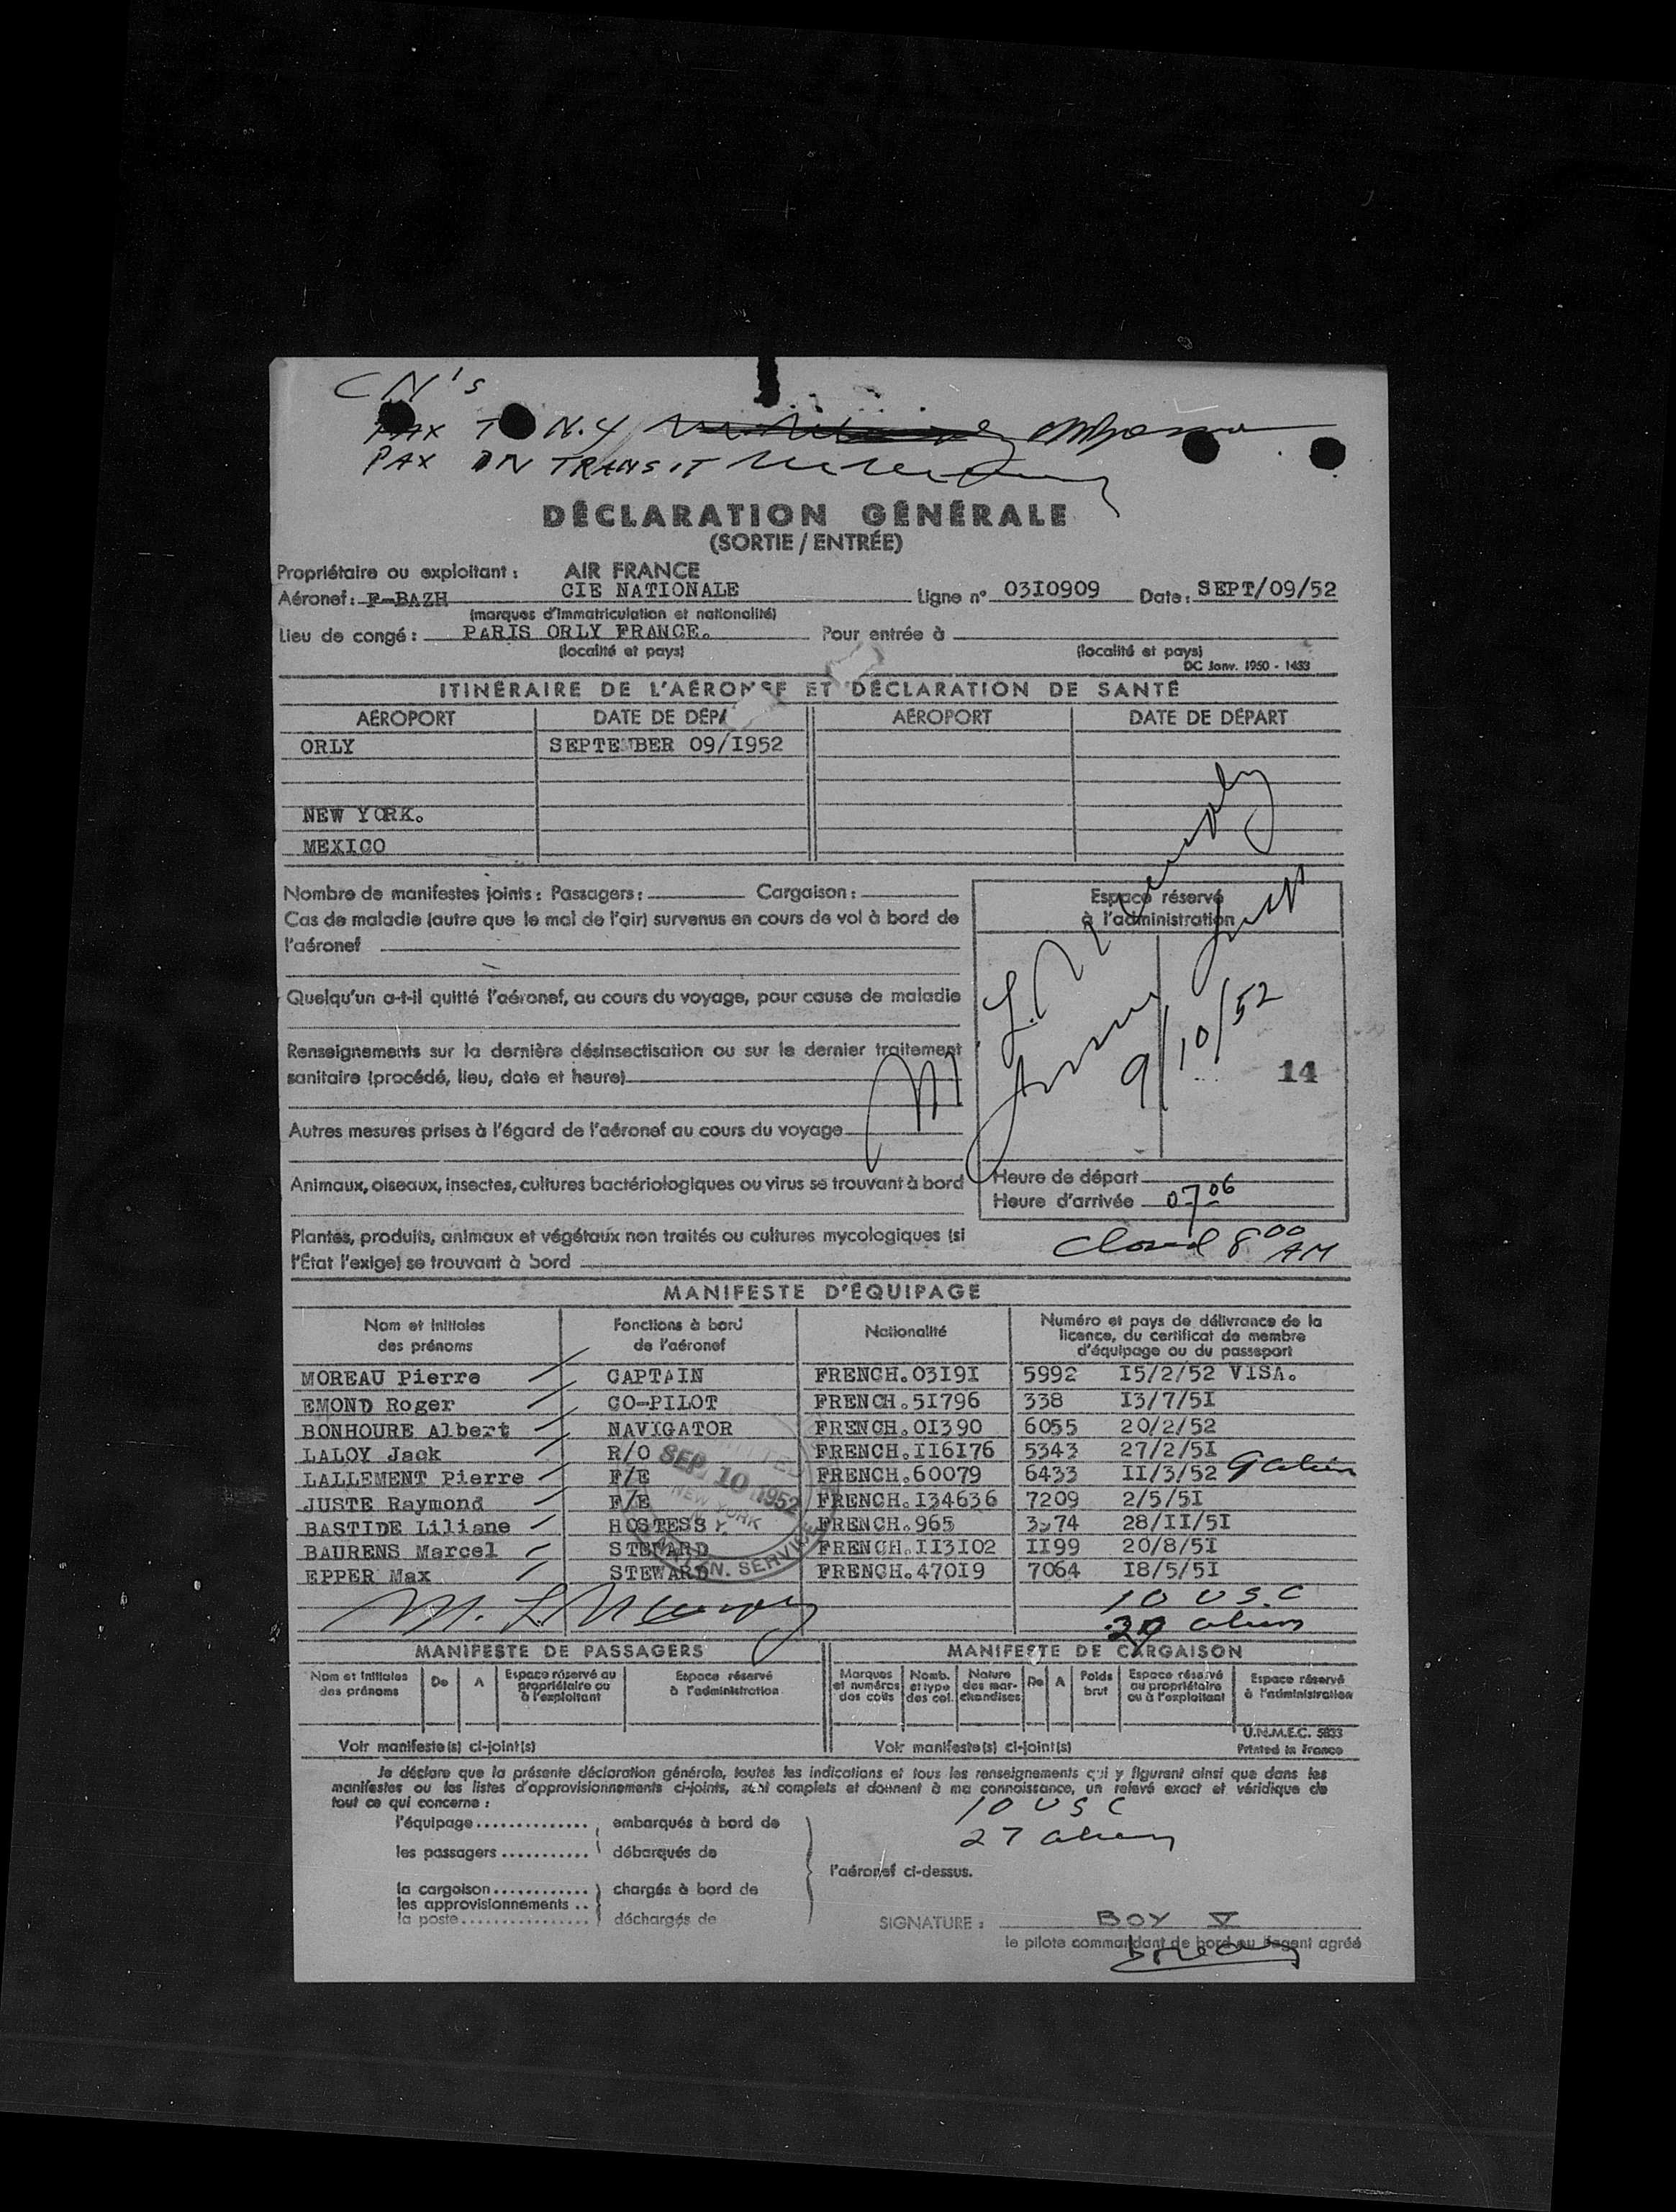 CN's
PAX TO N.Y
PAX IN TRANSIT
DÉCLARATION GÉNÉRALE
(SORTIE / ENTRÉE)
Propriétaire ou exploitant : AIR FRANCE
Aéronef : F-BAZH CIE NATIONALE Ligne n° 03I0909 Date : SEPT/09/52
(marques d'immatriculation et nationalité)
Lieu de congé : PARIS ORLY FRANCE. Pour entrée à
(localité et pays) (localité et pays)
DC Janv. 1950 - 1433
ITINÉRAIRE DE L'AÉRONEF ET DÉCLARATION DE SANTÉ
AÉROPORT DATE DE DÉPA AÉROPORT DATE DE DÉPART
ORLY SEPTEMBER 09/I952
NEW YORK.
MEXICO
Nombre de manifestes joints : Passagers : Cargaison :
Cas de maladie (autre que le mal de l'air) survenus en cours de vol à bord de
l'aéronef
Quelqu'un a-t-il quitté l'aéronef, au cours du voyage, pour cause de maladie
Renseignements sur la dernière désinsectisation ou sur le dernier traitement
sanitaire (procédé, lieu, date et heure)
Autres mesures prises à l'égard de l'aéronef au cours du voyage
Animaux, oiseaux, insectes, cultures bactériologiques ou virus se trouvant à bord
Plantes, produits, animaux et végétaux non traités ou cultures mycologiques (si
l'État l'exige) se trouvant à bord
Espace réservé
à l'administration
9/10/52
14
Heure de départ
Heure d'arrivée 0706
Closed 8 00 AM
MANIFESTE D'ÉQUIPAGE
Nom et initiales des prénoms Fonctions à bord de l'aéronef Nationalité Numéro et pays de délivrance de la licence, du certificat de membre d'équipage ou du passeport
MOREAU Pierre CAPTAIN FRENCH.03I9I 5992 I5/2/52 VISA.
EMOND Roger CO-PILOT FRENCH.5I796 338 I3/7/5I
BONHOURE Albert NAVIGATOR FRENCH.0I390 6055 20/2/52
LALOY Jack R/O FRENCH.II6I76 5343 27/2/5I
LALLEMENT Pierre F/E FRENCH.60079 6433 II/3/52 9 alien
JUSTE Raymond F/E FRENCH.I34636 7209 2/5/5I
BASTIDE Liliane HOSTESS FRENCH.965 28/II/5I
BAURENS Marcel STEWARD FRENCH.II3I02 II99 20/8/5I
EPPER Max STEWARD FRENCH.470I9 7064 I8/5/5I
SEP 10 1952
NEW YORK
N. SERVICE
10 U.S.C
aliens
MANIFESTE DE PASSAGERS MANIFESTE DE CARGAISON
Nom et initiales des prénoms De A Espace réservé au propriétaire ou à l'exploitant Espace réservé à l'administration Marques et numéros des colis Nomb. et type des col. Nature des mar- chandises De A Poids brut Espace réservé au propriétaire ou à l'exploitant Espace réservé à l'administration
U.N.M.E.C. 5833
Voir manifeste(s) ci-joint(s) Voir manifeste(s) ci-joint(s) Printed in France
Je déclare que la présente déclaration générale, toutes les indications et tous les renseignements qui y figurent ainsi que dans les
manifestes ou les listes d'approvisionnements ci-joints, sont complets et donnent à ma connaissance, un relevé exact et véridique de
tout ce qui concerne :
10 USC
27 alien
l'équipage embarqués à bord de
les passagers débarqués de
l'aéronef ci-dessus.
la cargaison chargés à bord de
les approvisionnements
la poste déchargés de
SIGNATURE : BOY V
le pilote commandant de bord ou l'agent agréé